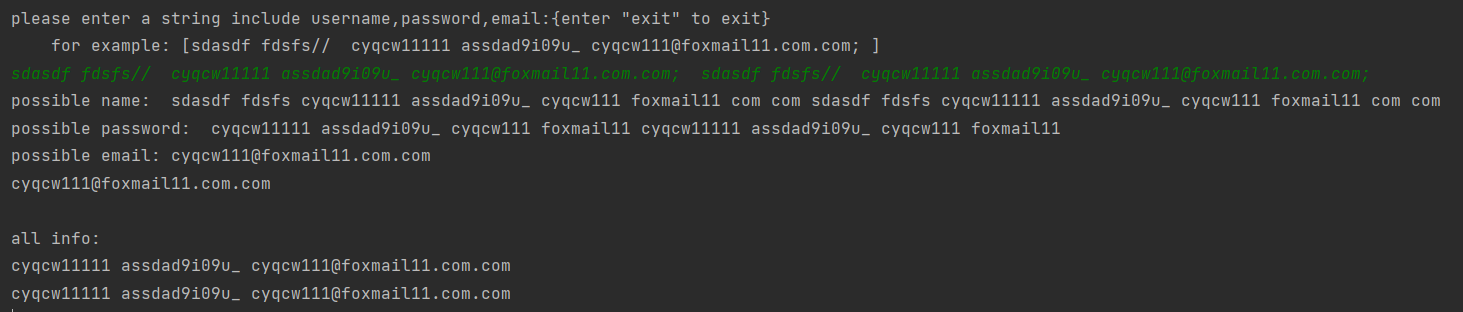 please enter a string include username,password,email:{enter "exit" to exit}
for example: [sdasdf fdsfs//  cyqcw11111 assdad9i09u_ cyqcw111@foxmail11.com.com; ]
sdasdf fdsfs//  cyqcw11111 assdad9i09u_ cyqcw111@foxmail11.com.com;  sdasdf fdsfs//  cyqcw11111 assdad9i09u_ cyqcw111@foxmail11.com.com;
possible name:  sdasdf fdsfs cyqcw11111 assdad9i09u_ cyqcw111 foxmail11 com com sdasdf fdsfs cyqcw11111 assdad9i09u_ cyqcw111 foxmail11 com com
possible password:  cyqcw11111 assdad9i09u_ cyqcw111 foxmail11 cyqcw11111 assdad9i09u_ cyqcw111 foxmail11
possible email: cyqcw111@foxmail11.com.com
cyqcw111@foxmail11.com.com
all info:
cyqcw11111 assdad9i09u_ cyqcw111@foxmail11.com.com
cyqcw11111 assdad9i09u_ cyqcw111@foxmail11.com.com